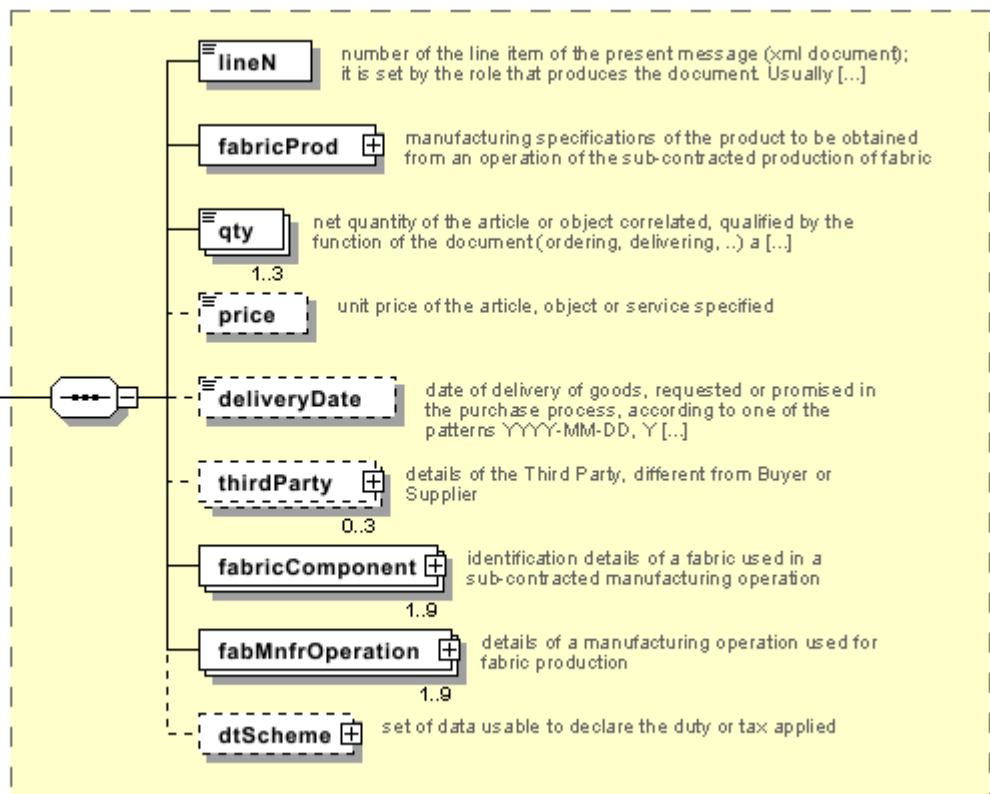 lineN
number of the line item of the present message (xml document);
it is set by the role that produces the document. Usually [...]
fabricProd
manufacturing specifications of the product to be obtained
from an operation of the sub-contracted production of fabric
qty
net quantity of the article or object correlated, qualified by the
function of the document (ordering, delivering, ..) a [...]
1..3
price
unit price of the article, object or service specified
deliveryDate
date of delivery of goods, requested or promised in
the purchase process, according to one of the
patterns YYYY-MM-DD, Y [...]
thirdParty
details of the Third Party, different from Buyer or
Supplier
0..3
fabricComponent
identification details of a fabric used in a
sub-contracted manufacturing operation
1..9
fabMnfrOperation
details of a manufacturing operation used for
fabric production
1..9
dtScheme
set of data usable to declare the duty or tax applied